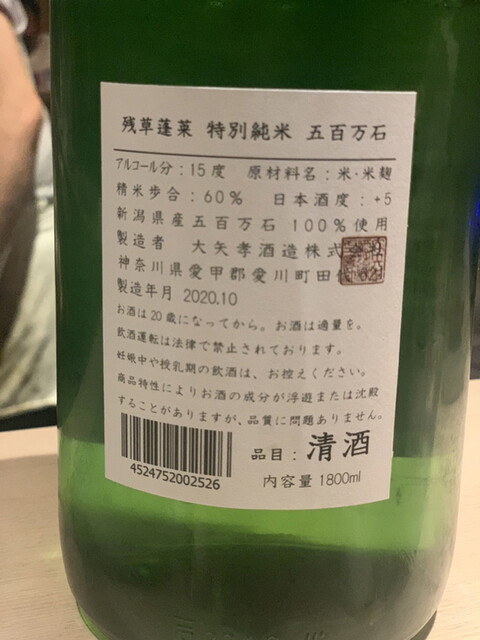 残草蓬莱 特別純米 五百万石
アルコール分：15度 原材料名：米・米麹
精米歩合：60% 日本酒度：+5
新潟県産五百万石 100%使用
製造者 大矢孝酒造株式会社
神奈川県愛甲郡愛川町田代 521
製造年月 2020.10
お酒は20歳になってから。お酒は適量を。
飲酒運転は法律で禁止されております。
妊娠中や授乳期の飲酒は、お控えください。
商品特性によりお酒の成分が浮遊または沈殿
することがありますが、品質に問題ありません。
品目：清酒
内容量 1800ml
4524752002526